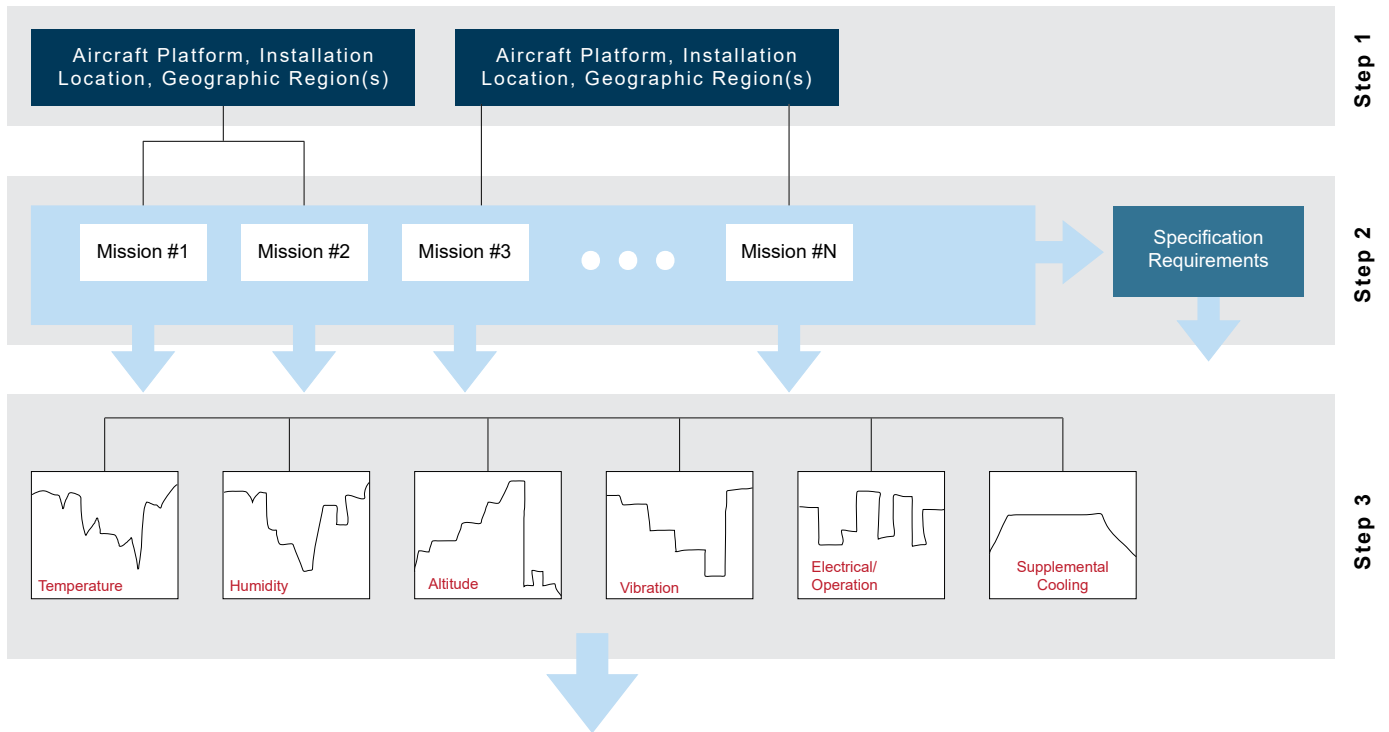 Aircraft Platform, Installation
Location, Geographic Region(s)
Aircraft Platform, Installation
Location, Geographic Region(s)
Step 1
Mission #1
Mission #2
Mission #3
Mission #N
Specification
Requirements
Step 2
Temperature
Humidity
Altitude
Vibration
Electrical/
Operation
Supplemental
Cooling
Step 3